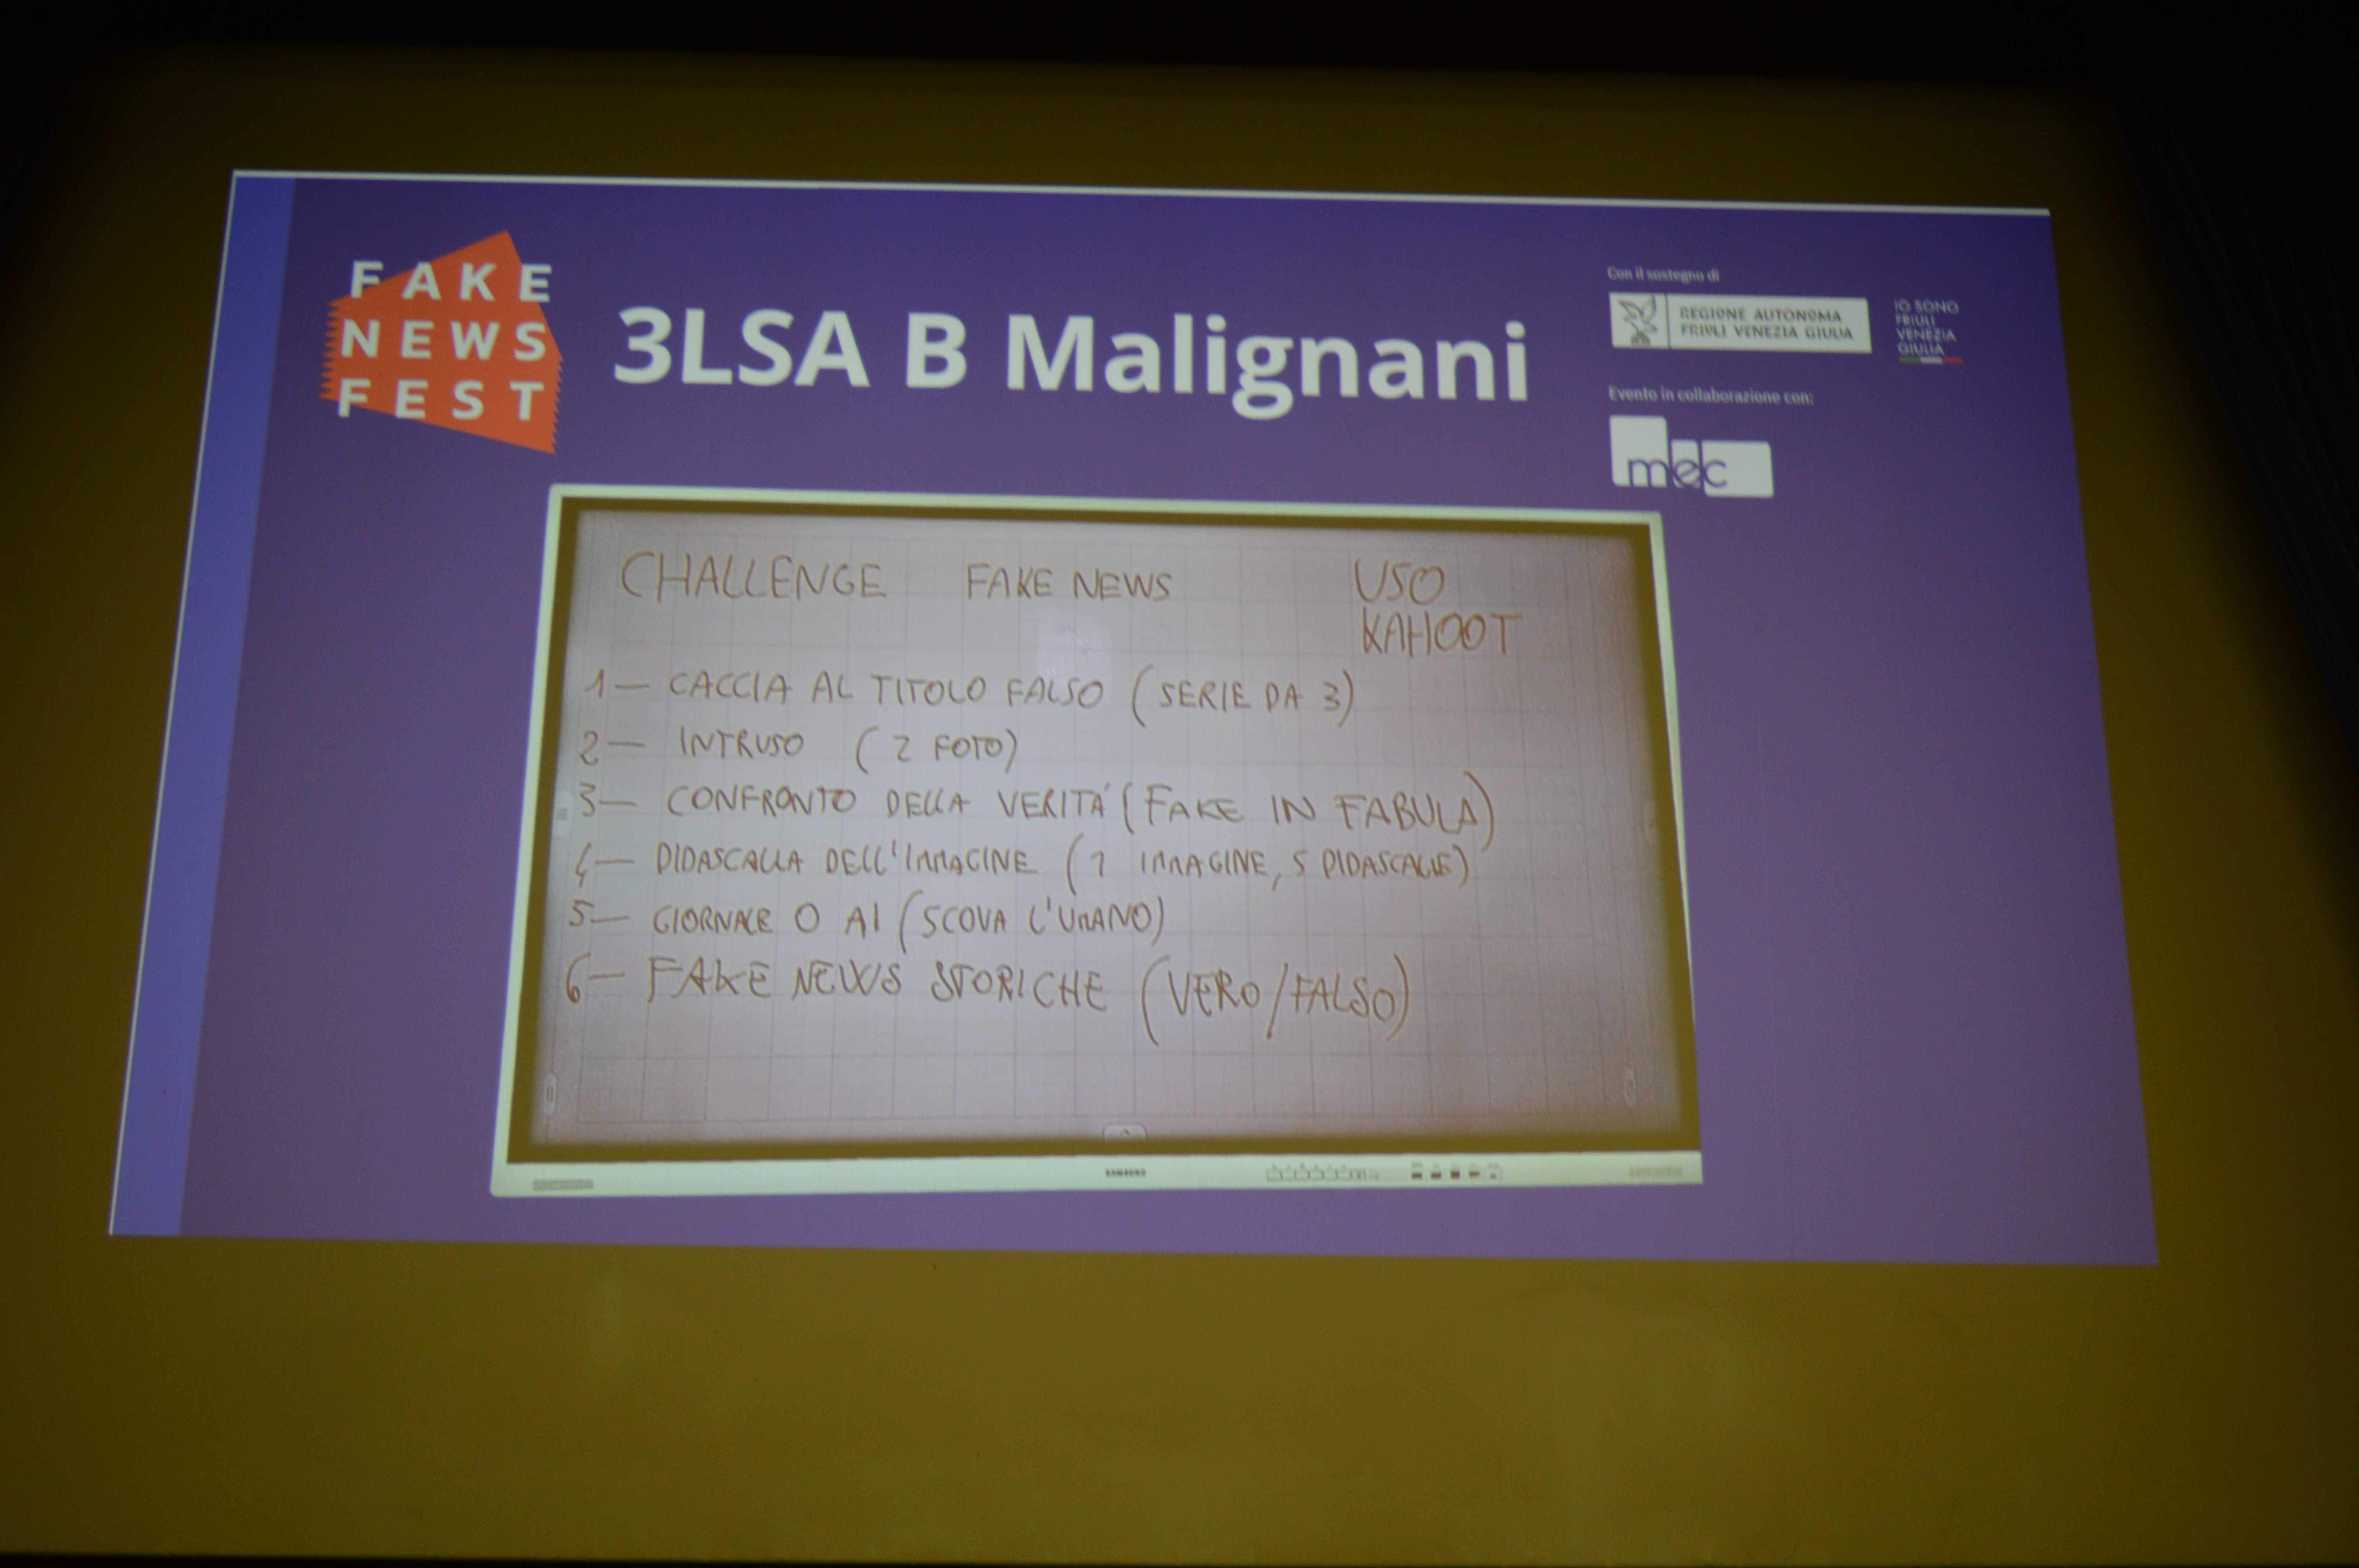 FAKE
NEWS
FEST
3LSA B Malignani
Con il sostegno di
REGIONE AUTONOMA
FRIULI VENEZIA GIULIA
IO SONO
FRIULI
VENEZIA
GIULIA
Evento in collaborazione con:
mec
CHALLENGE FAKE NEWS USO
KAHOOT
1— CACCIA AL TITOLO FALSO (SERIE DA 3)
2— INTRUSO (2 FOTO)
3— CONFRONTO DELLA VERITÁ (FAKE IN FABULA)
4— DIDASCALIA DELL'IMMAGINE (1 IMMAGINE, 5 DIDASCALIE)
5— GIORNALE O AI (SCOVA L'UMANO)
6— FAKE NEWS STORICHE (VERO/FALSO)
SAMSUNG